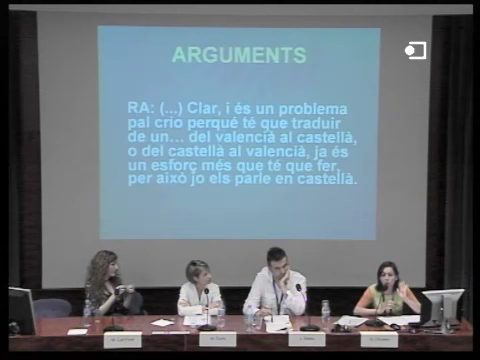 ARGUMENTS
RA: (...) Clar, i és un problema
pal crio perqué té que traduir
de un... del valencià al castellà,
o del castellà al valencià, ja és
un esforç més que té que fer,
per això jo els parle en castellà.